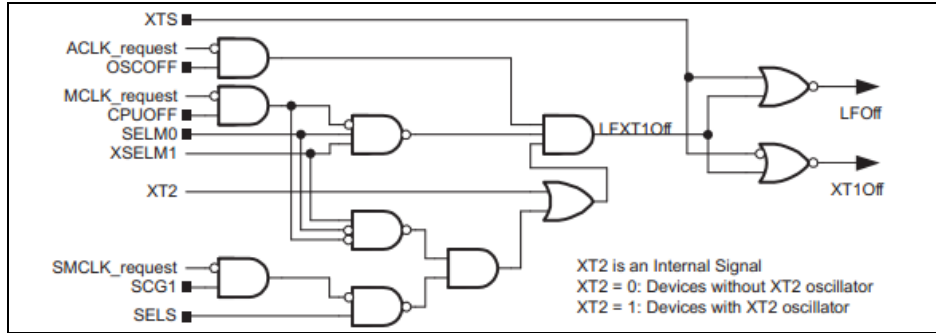 XTS
ACLK_request
OSCOFF
MCLK_request
CPUOFF
SELM0
XSELM1
XT2
SMCLK_request
SCG1
SELS
LFXT1Off
LFOff
XT1Off
XT2 is an Internal Signal
XT2 = 0: Devices without XT2 oscillator
XT2 = 1: Devices with XT2 oscillator